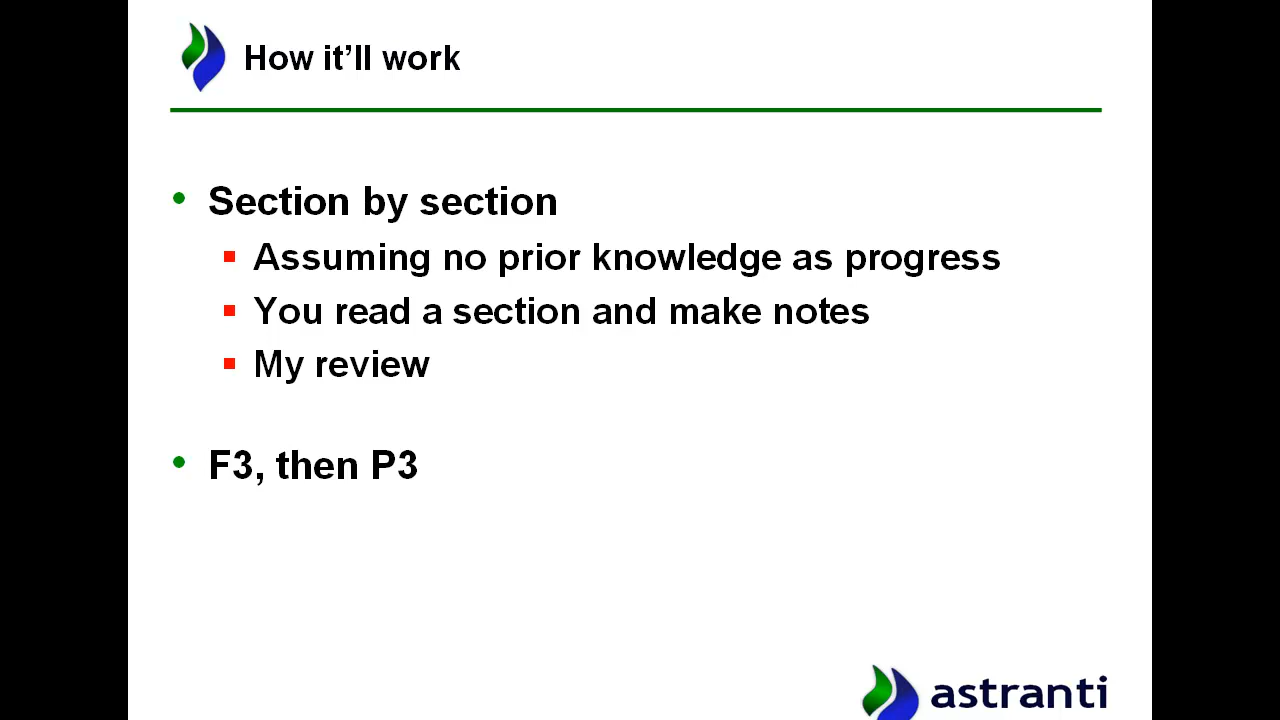 How it’ll work
Section by section
Assuming no prior knowledge as progress
You read a section and make notes
My review
F3, then P3
astranti